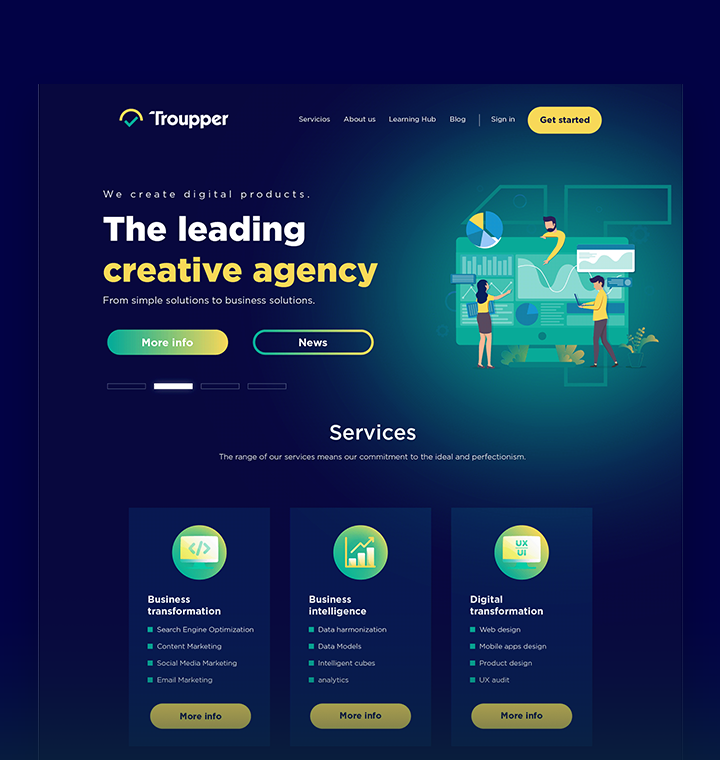 Troupper
Servicios About us Learning Hub Blog Sign in Get started
We create digital products.
The leading
creative agency
From simple solutions to business solutions.
More info News
Services
The range of our services means our commitment to the ideal and perfectionism.
</> UX
UI
Business
transformation
Search Engine Optimization
Content Marketing
Social Media Marketing
Email Marketing
More info
Business
intelligence
Data harmonization
Data Models
Intelligent cubes
analytics
More info
Digital
transformation
Web design
Mobile apps design
Product design
UX audit
More info